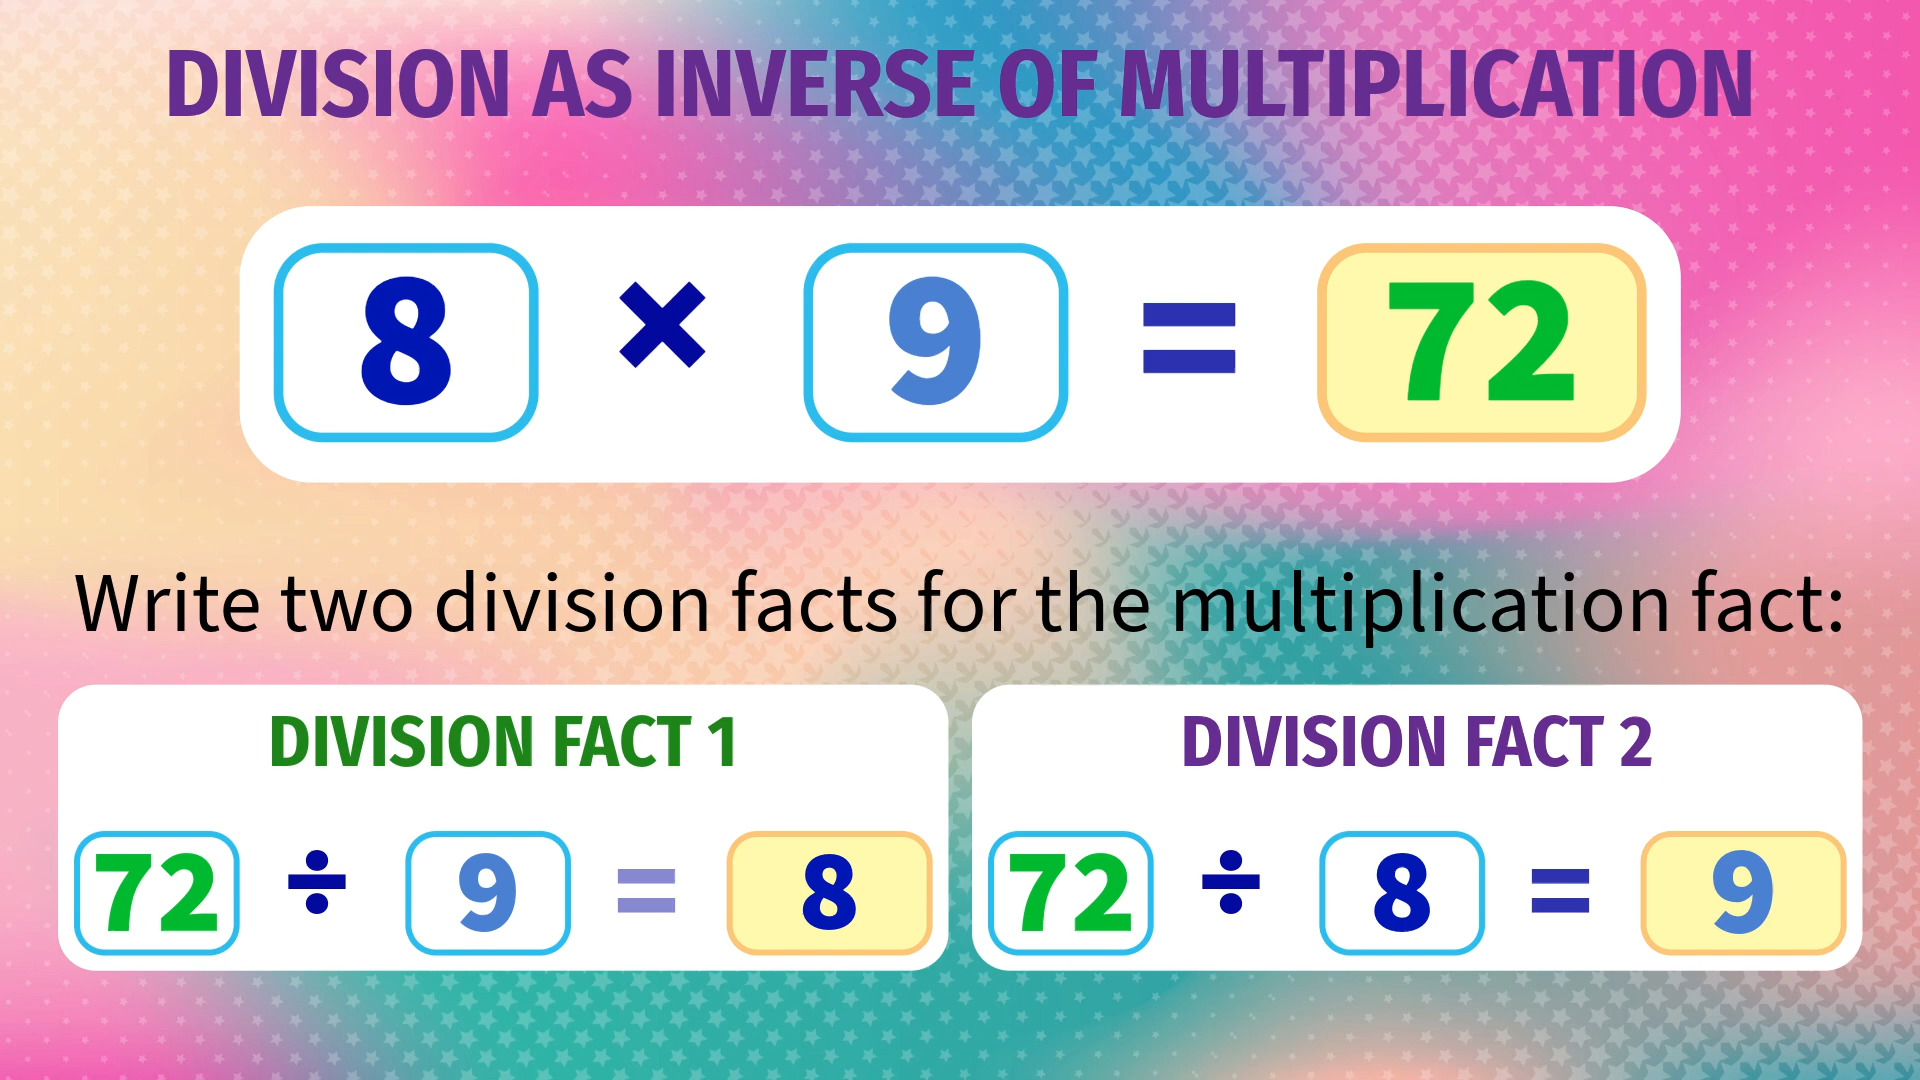 DIVISION AS INVERSE OF MULTIPLICATION
8 × 9 = 72
Write two division facts for the multiplication fact:
DIVISION FACT 1
72 ÷ 9 = 8
DIVISION FACT 2
72 ÷ 8 = 9